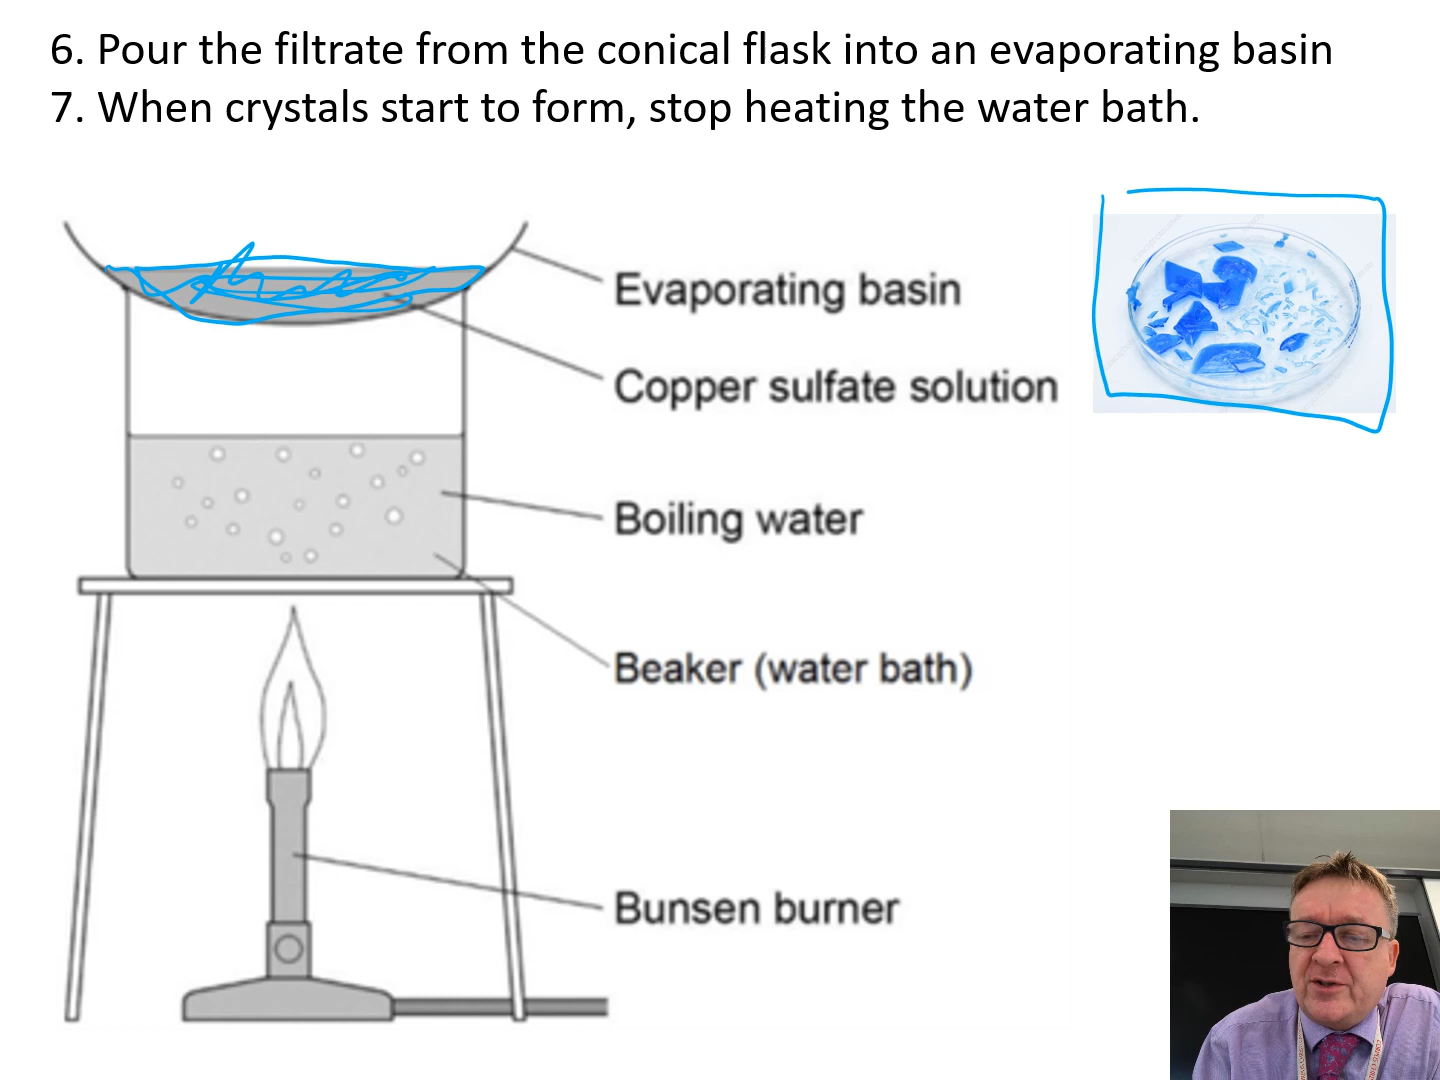 6. Pour the filtrate from the conical flask into an evaporating basin
7. When crystals start to form, stop heating the water bath.
Evaporating basin
Copper sulfate solution
Boiling water
Beaker (water bath)
Bunsen burner